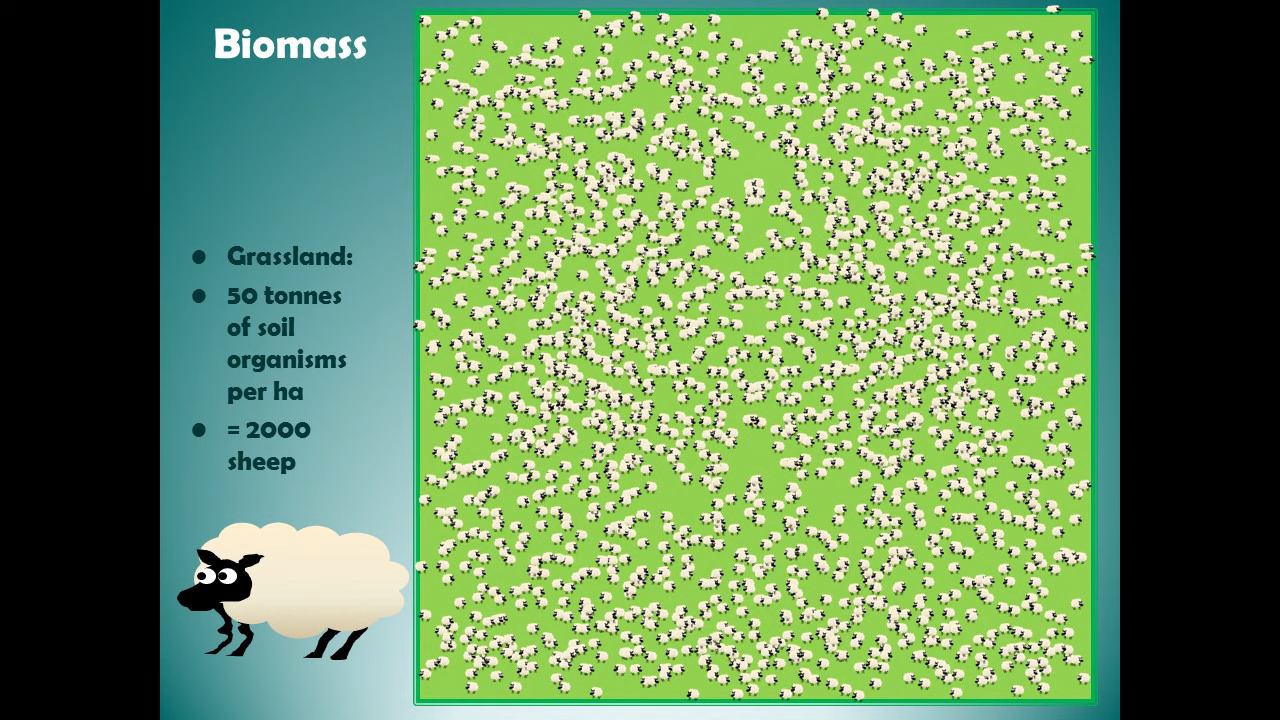 Biomass
Grassland:
50 tonnes
of soil
organisms
per ha
= 2000
sheep